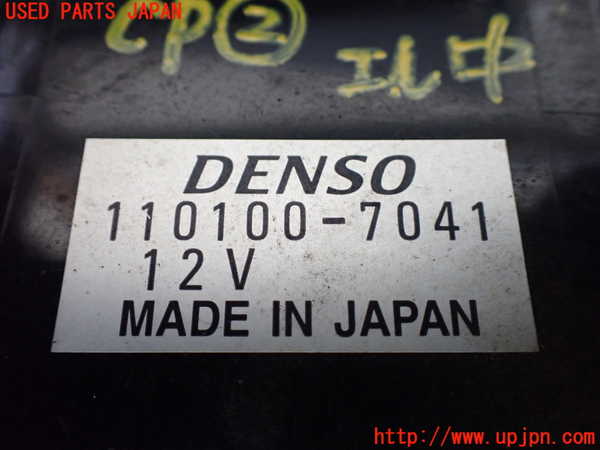 USED PARTS JAPAN
CP②
エル中
DENSO
110100-7041
12V
MADE IN JAPAN
http://www.upjpn.com